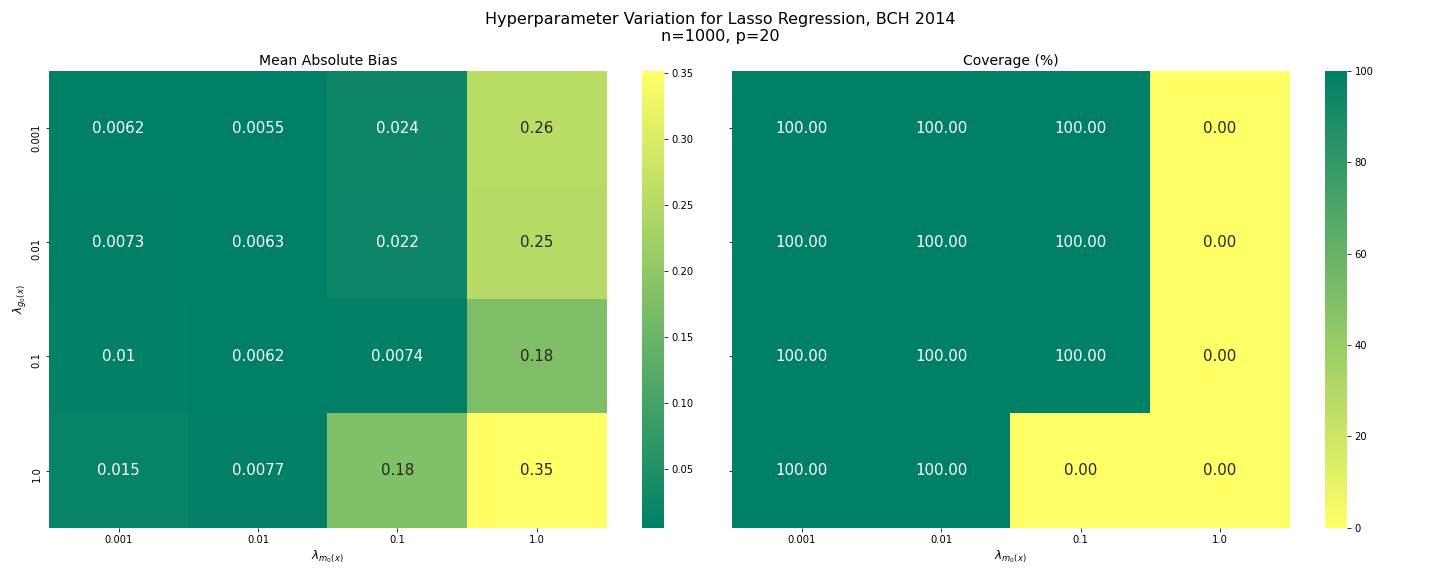 Hyperparameter Variation for Lasso Regression, BCH 2014
n=1000, p=20
Mean Absolute Bias
0.0062 0.0055 0.024 0.26
0.0073 0.0063 0.022 0.25
0.01 0.0062 0.0074 0.18
0.015 0.0077 0.18 0.35
0.001
0.01
0.1
1.0
λ_{g_0(x)}
0.001 0.01 0.1 1.0
λ_{m_0(x)}
0.35
0.30
0.25
0.20
0.15
0.10
0.05
Coverage (%)
100.00 100.00 100.00 0.00
100.00 100.00 100.00 0.00
100.00 100.00 100.00 0.00
100.00 100.00 0.00 0.00
0.001 0.01 0.1 1.0
λ_{m_0(x)}
100
80
60
40
20
0